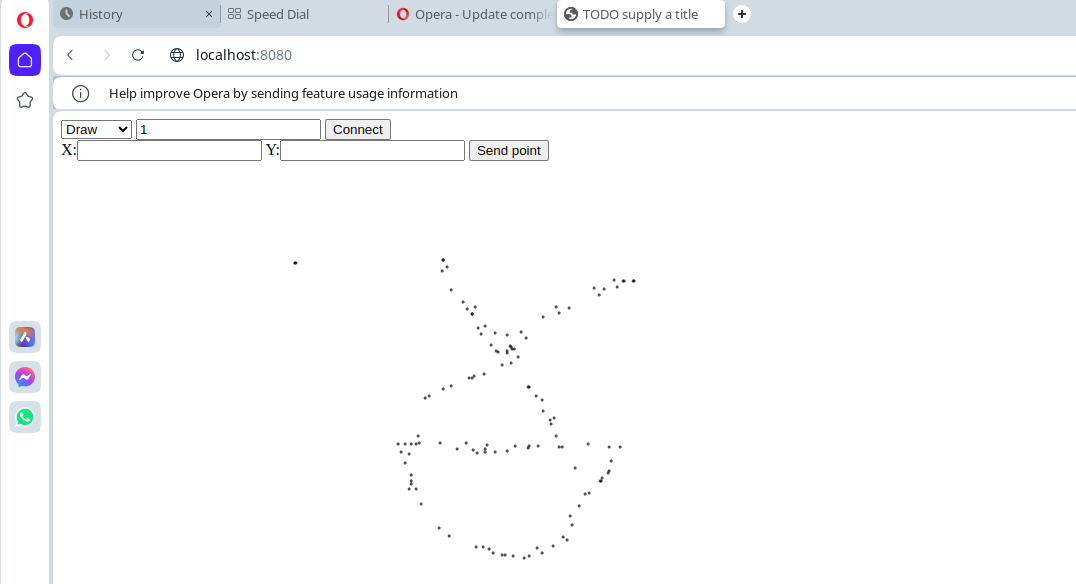 History × Speed Dial Opera - Update comple TODO supply a title
localhost:8080
Help improve Opera by sending feature usage information
Draw 1 Connect
X: Y: Send point